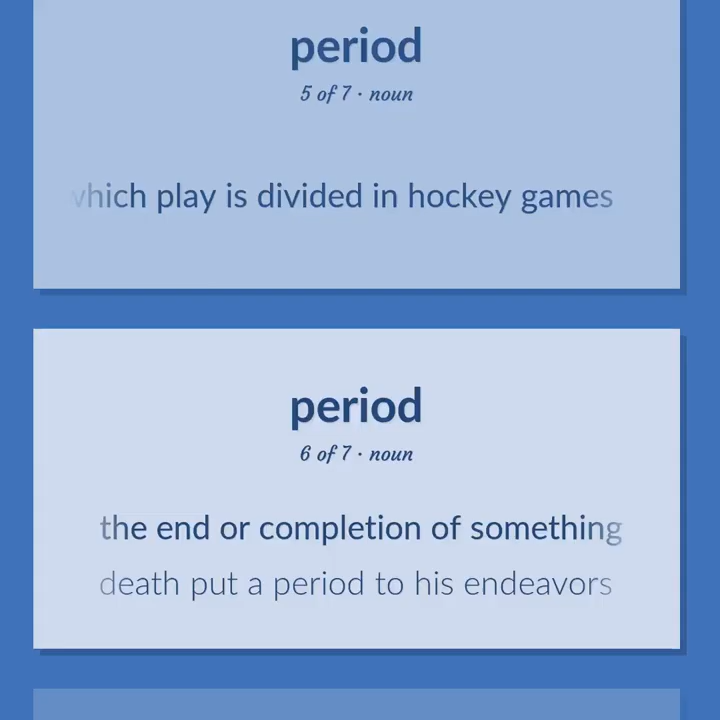 period
5 of 7 · noun
which play is divided in hockey games
period
6 of 7 · noun
the end or completion of something
death put a period to his endeavors